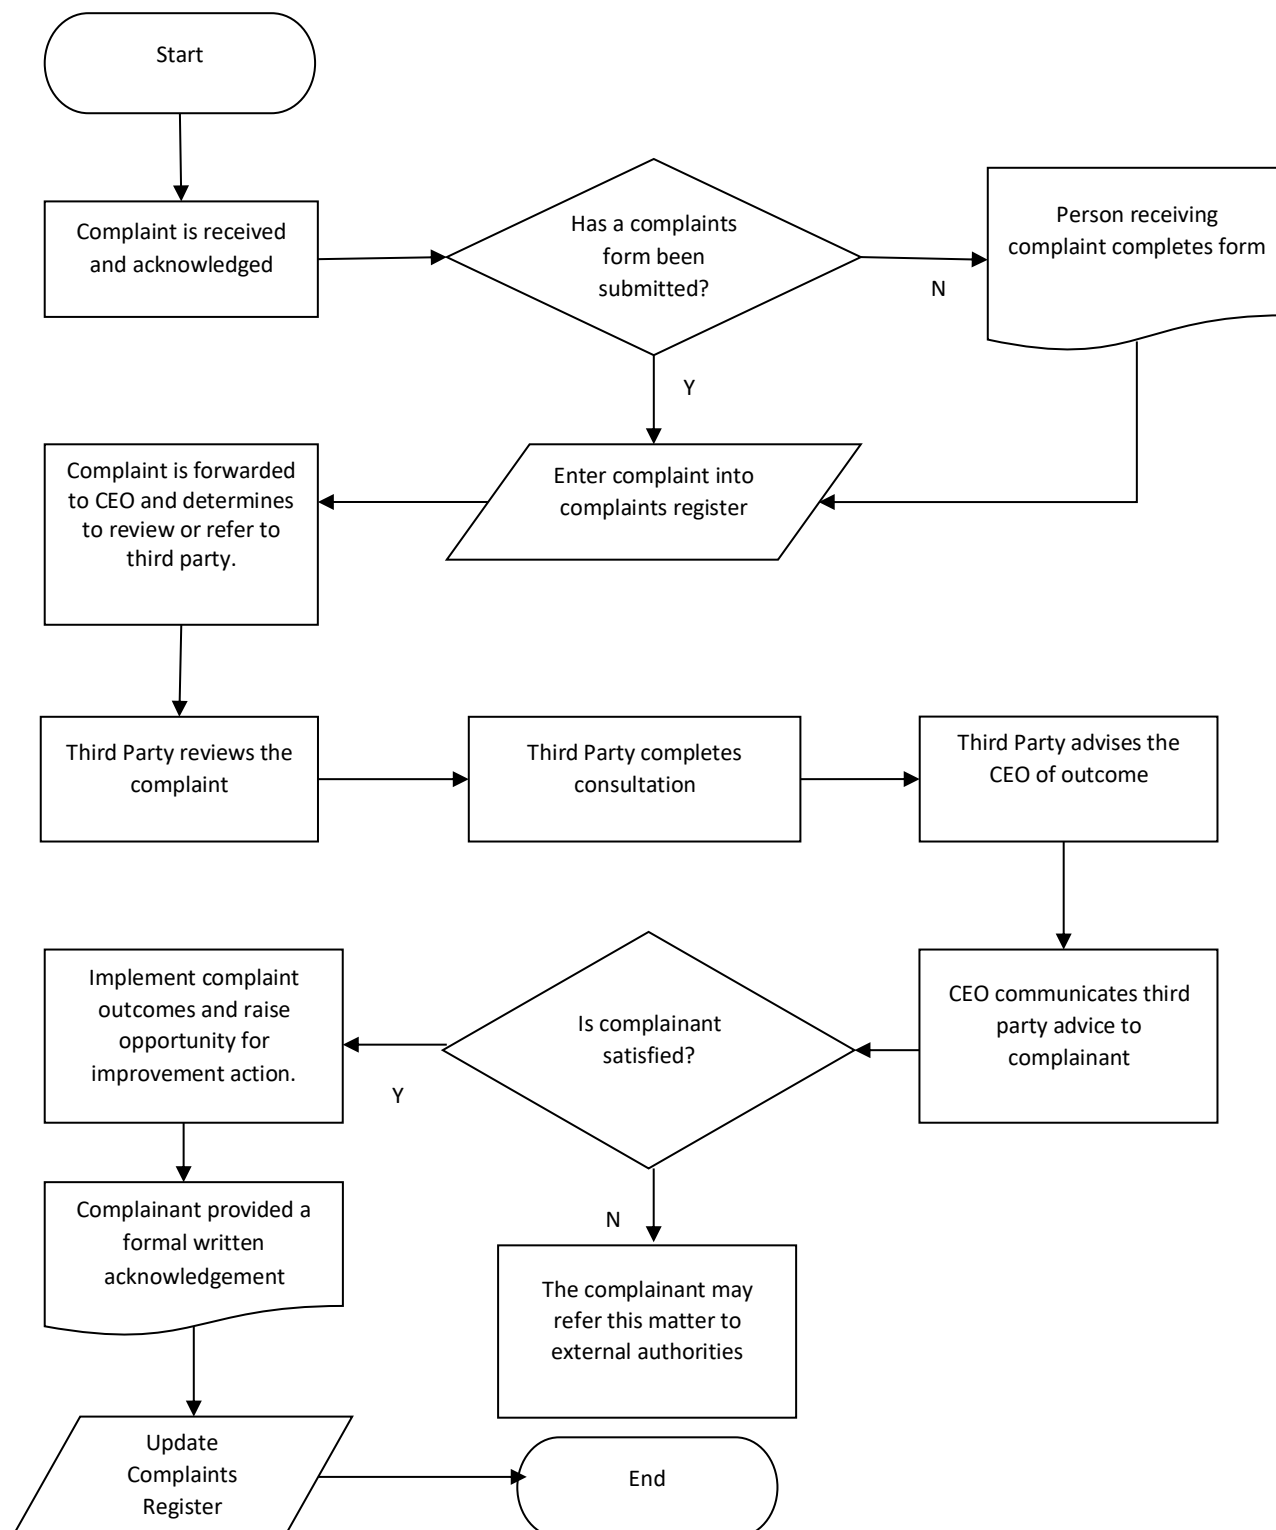 Start
Complaint is received
and acknowledged
Has a complaints
form been
submitted?
N
Person receiving
complaint completes form
Y
Complaint is forwarded
to CEO and determines
to review or refer to
third party.
Enter complaint into
complaints register
Third Party reviews the
complaint
Third Party completes
consultation
Third Party advises the
CEO of outcome
Implement complaint
outcomes and raise
opportunity for
improvement action.
Y
Is complainant
satisfied?
CEO communicates third
party advice to
complainant
N
Complainant provided a
formal written
acknowledgement
The complainant may
refer this matter to
external authorities
Update
Complaints
Register
End